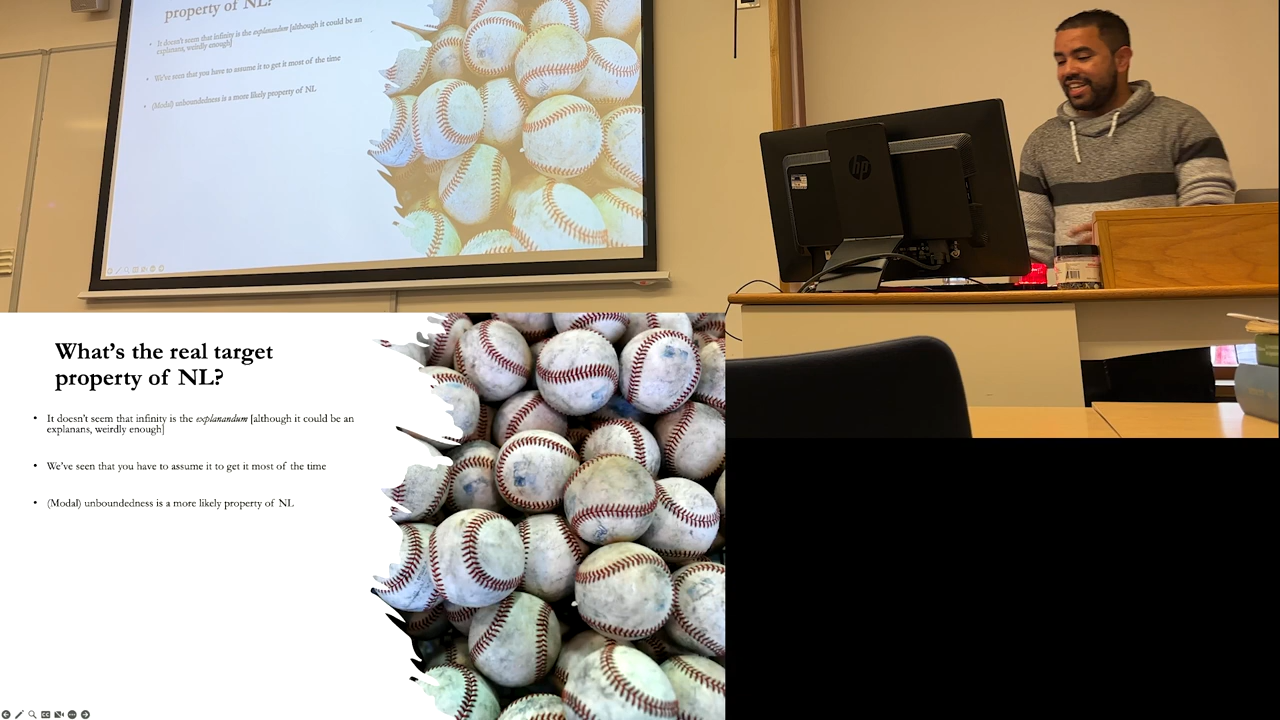 property of NL?
It doesn't seem that infinity is the explanandum [although it could be an
explanans, weirdly enough]
We've seen that you have to assume it to get it most of the time
(Modal) unboundedness is a more likely property of NL
hp
What's the real target
property of NL?
• It doesn't seem that infinity is the explanandum [although it could be an
explanans, weirdly enough]
• We've seen that you have to assume it to get it most of the time
• (Modal) unboundedness is a more likely property of NL